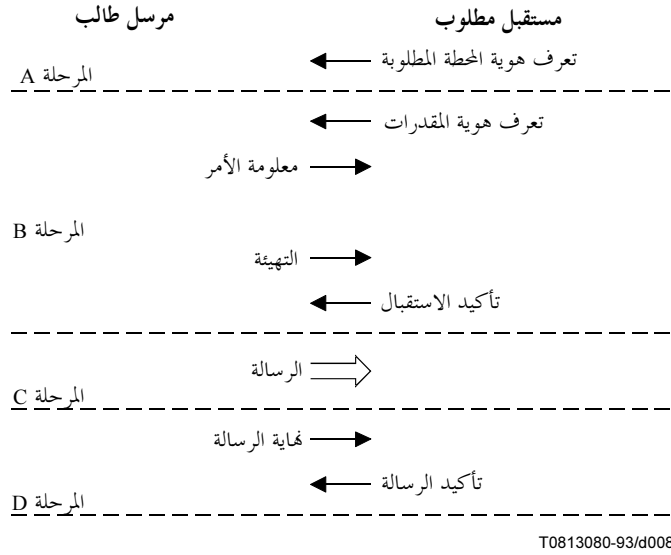 مستقبل مطلوب
مرسل طالب
تعرف هوية المحطة المطلوبة
المرحلة A
تعرف هوية المقدرات
معلومة الأمر
المرحلة B
التهيئة
تأكيد الاستقبال
الرسالة
المرحلة C
نهاية الرسالة
تأكيد الرسالة
المرحلة D
T0813080-93/d008